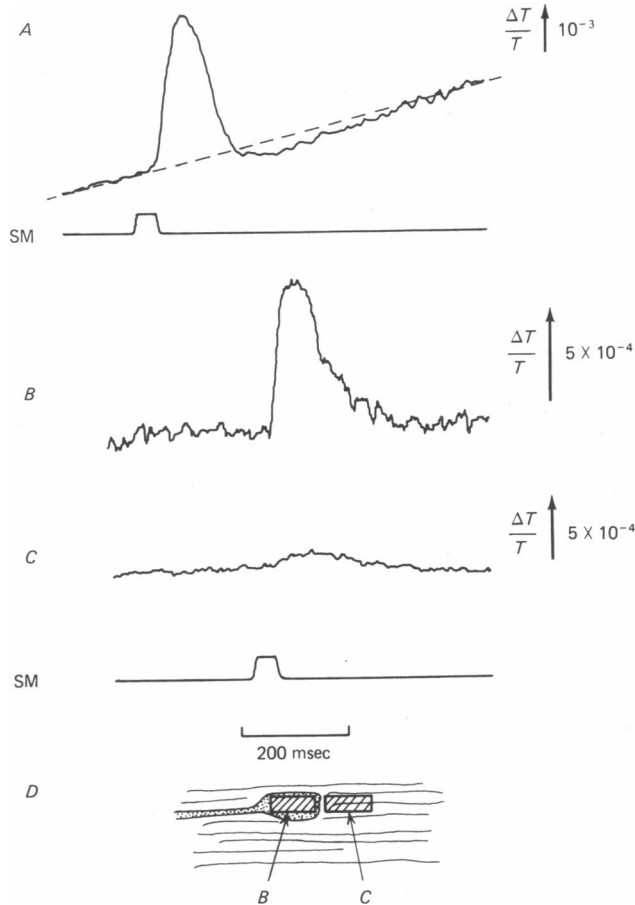 A
ΔT/T 10⁻³
SM
B
ΔT/T 5 X 10⁻⁴
C
ΔT/T 5 X 10⁻⁴
SM
200 msec
D
B C